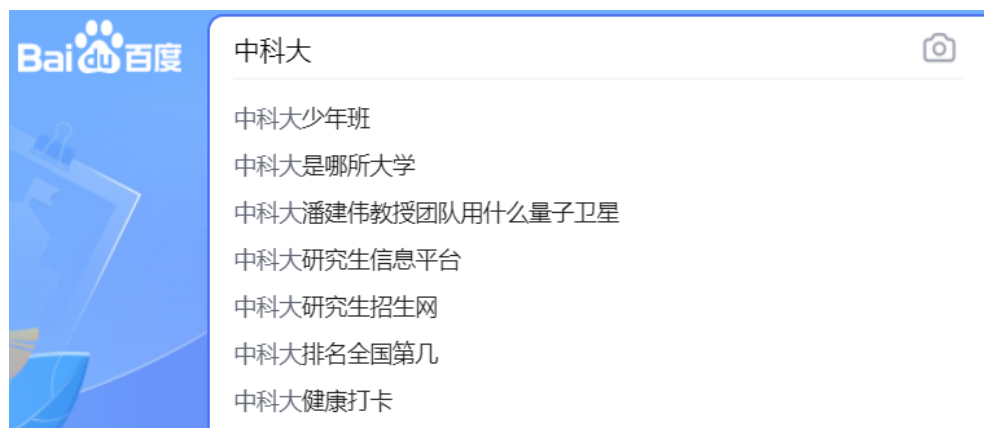 Bai du 百度
中科大
中科大少年班
中科大是哪所大学
中科大潘建伟教授团队用什么量子卫星
中科大研究生信息平台
中科大研究生招生网
中科大排名全国第几
中科大健康打卡